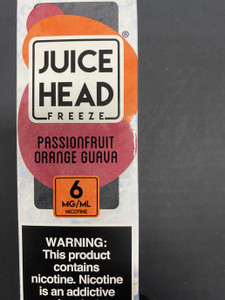 JUICE
HEAD
®
FREEZE
PASSIONFRUIT
ORANGE GUAVA
6
MG/ML
NICOTINE
WARNING:
This product
contains
nicotine. Nicotine
is an addictive